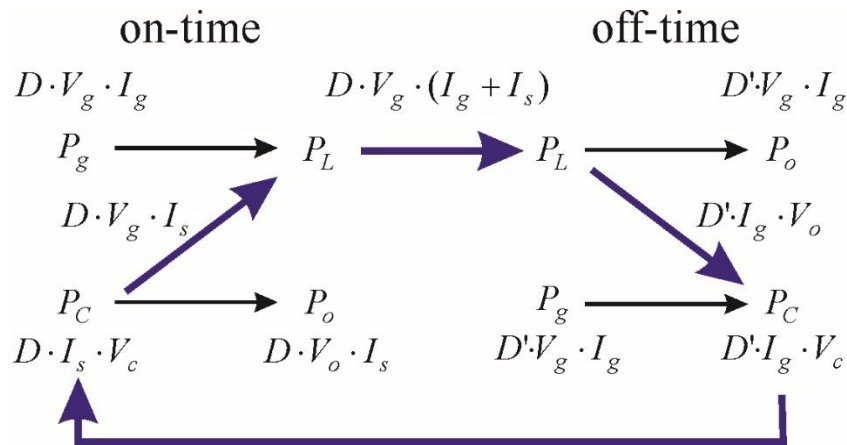 on-time off-time
D·V_g·I_g D·V_g·(I_g + I_s) D'·V_g·I_g
P_g P_L P_L P_o
D·V_g·I_s D'·I_g·V_o
P_C P_o P_g P_C
D·I_s·V_c D·V_o·I_s D'·V_g·I_g D'·I_g·V_c